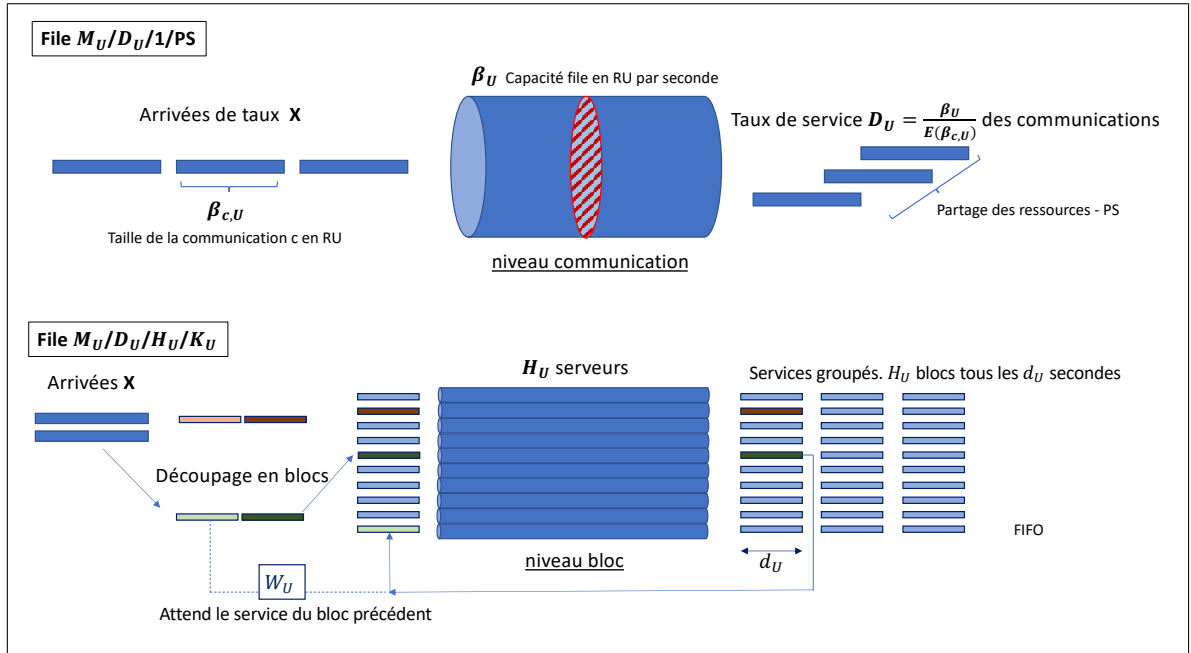 File M_U/D_U/1/PS
β_U Capacité file en RU par seconde
Arrivées de taux X
Taux de service D_U = β_U / E(β_{c,U}) des communications
β_{c,U}
Taille de la communication c en RU
Partage des ressources - PS
niveau communication
File M_U/D_U/H_U/K_U
Arrivées X
H_U serveurs
Services groupés. H_U blocs tous les d_U secondes
Découpage en blocs
FIFO
niveau bloc
d_U
W_U
Attend le service du bloc précédent